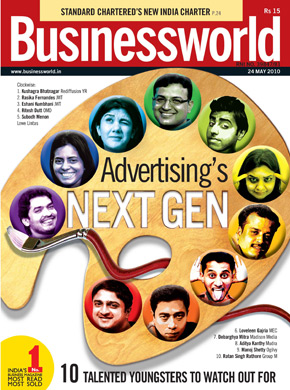 STANDARD CHARTERED'S NEW INDIA CHARTER P.24
Rs 15
Businessworld
www.businessworld.in
24 MAY 2010
Clockwise:
1. Kushagra Bhatnagar Rediffusion-YR
2. Rasika Fernandes JWT
3. Eshani Numbhani JWT
4. Ritesh Dutt OMD
5. Subodh Menon
Lowe Lintas
Advertising's
NEXT GEN
6. Loveleen Gajria MEC
7. Debarghya Mitra Madison Media
8. Aditya Kanthy Mudra
9. Manoj Shetty Ogilvy
10. Ratan Singh Rathore Group M
1
No.
INDIA'S
BUSINESS MAGAZINE
MOST READ
MOST SOLD
10 TALENTED YOUNGSTERS TO WATCH OUT FOR